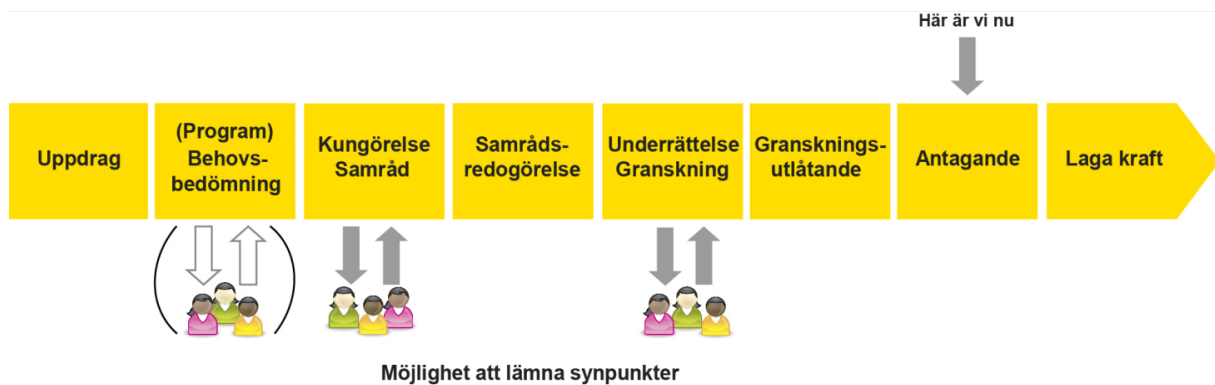 Här är vi nu
Uppdrag
(Program)
Behovs-
bedömning
Kungörelse
Samråd
Samråds-
redogörelse
Underrättelse
Granskning
Gransknings-
utlåtande
Antagande
Laga kraft
Möjlighet att lämna synpunkter